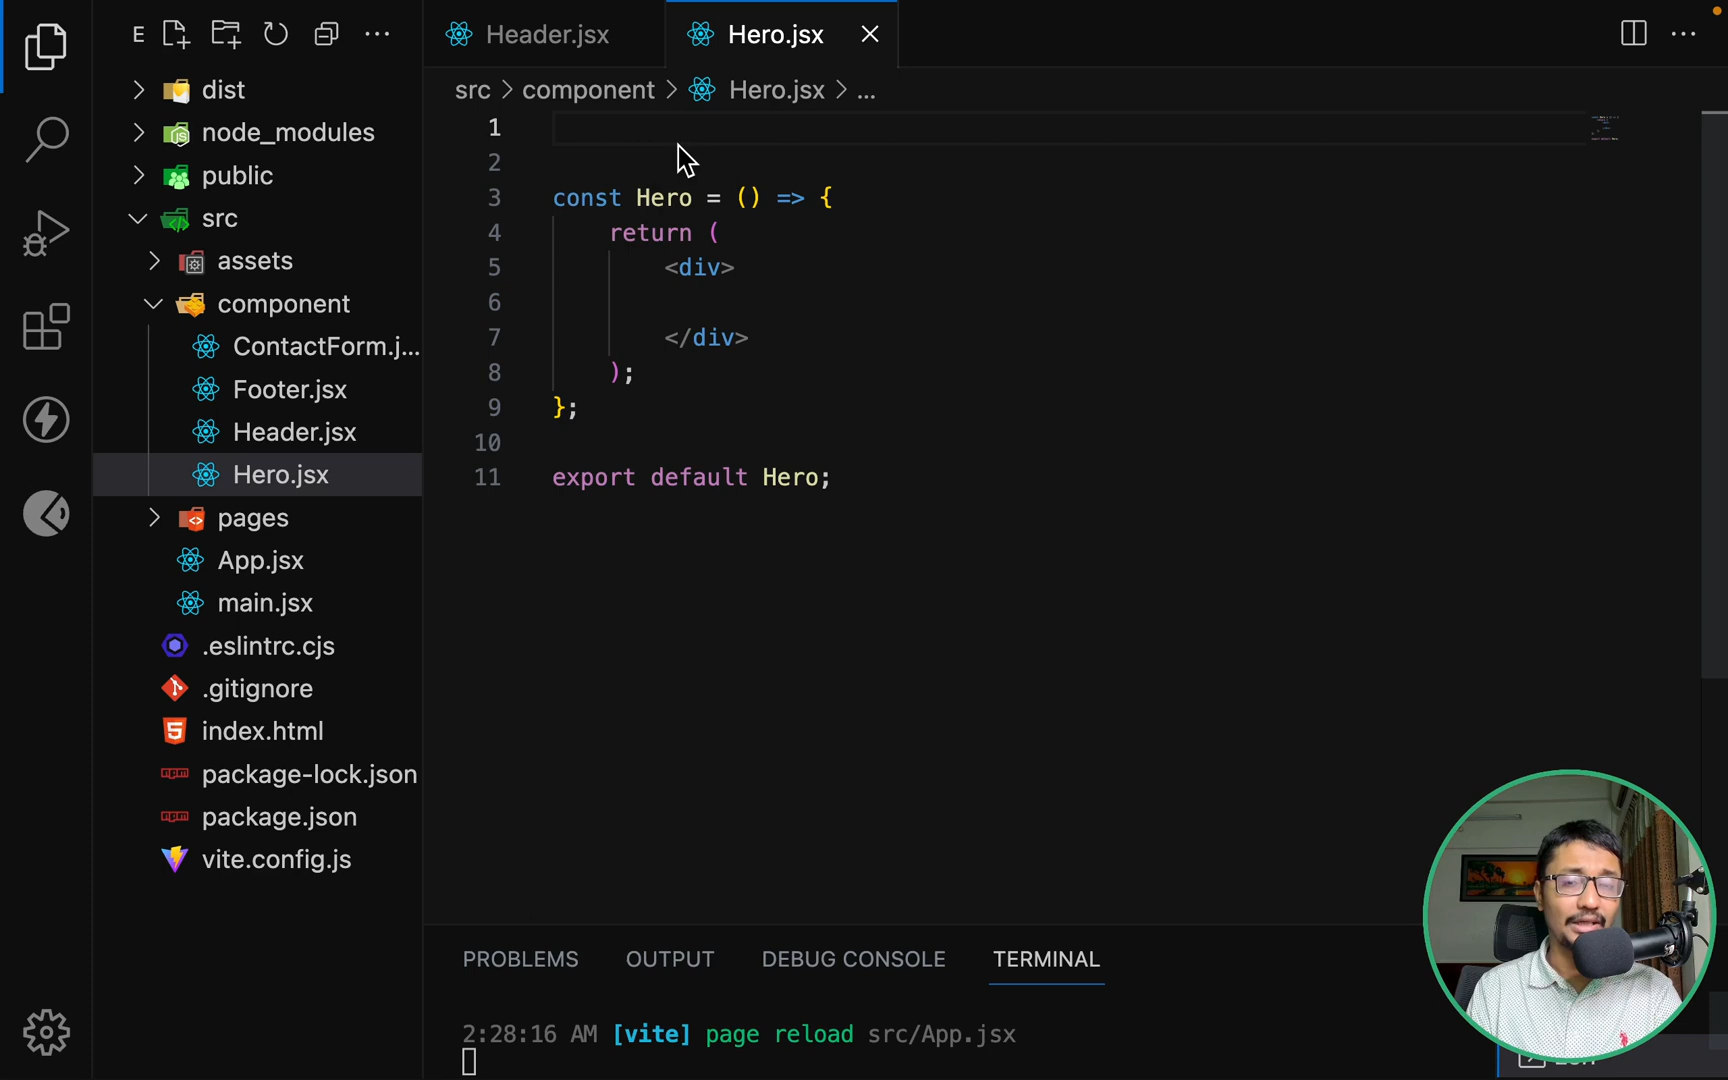 E
dist
node_modules
public
src
assets
component
ContactForm.j...
Footer.jsx
Header.jsx
Hero.jsx
pages
App.jsx
main.jsx
.eslintrc.cjs
.gitignore
index.html
package-lock.json
package.json
vite.config.js
Header.jsx
Hero.jsx
src > component > Hero.jsx > ...
1
2
3 const Hero = () => {
4 return (
5 <div>
6
7 </div>
8 );
9 };
10
11 export default Hero;
PROBLEMS OUTPUT DEBUG CONSOLE TERMINAL
2:28:16 AM [vite] page reload src/App.jsx